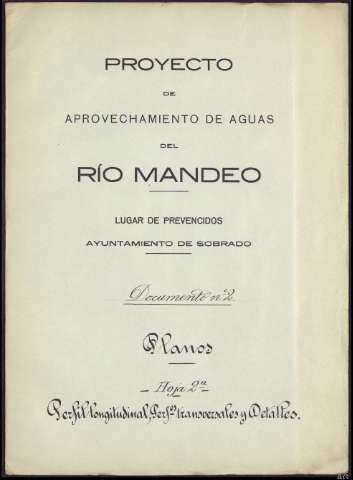 PROYECTO
DE
APROVECHAMIENTO DE AGUAS
DEL
RÍO MANDEO
LUGAR DE PREVENCIDOS
AYUNTAMIENTO DE SOBRADO
Documento nº 2
Planos
Hoja 2ª
Perfil longitudinal, Perfˢ transversales y Detalles.